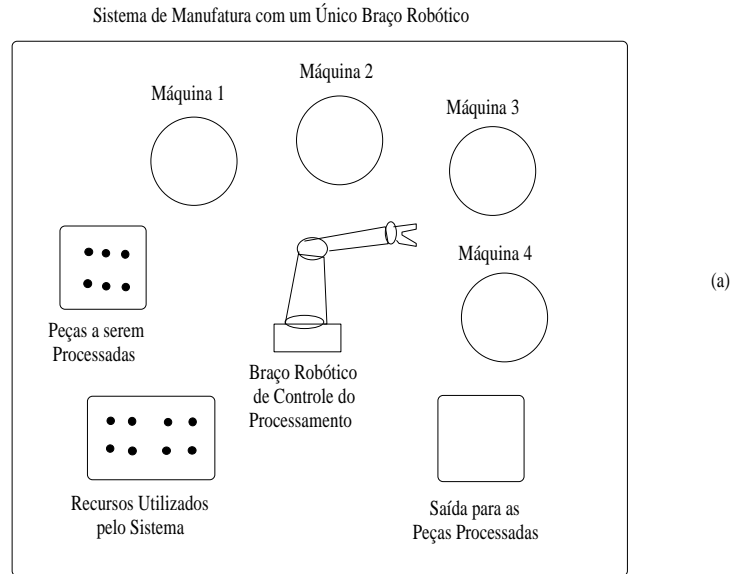 Sistema de Manufatura com um Único Braço Robótico
Máquina 1
Máquina 2
Máquina 3
Máquina 4
(a)
Peças a serem
Processadas
Braço Robótico
de Controle do
Processamento
Recursos Utilizados
pelo Sistema
Saída para as
Peças Processadas